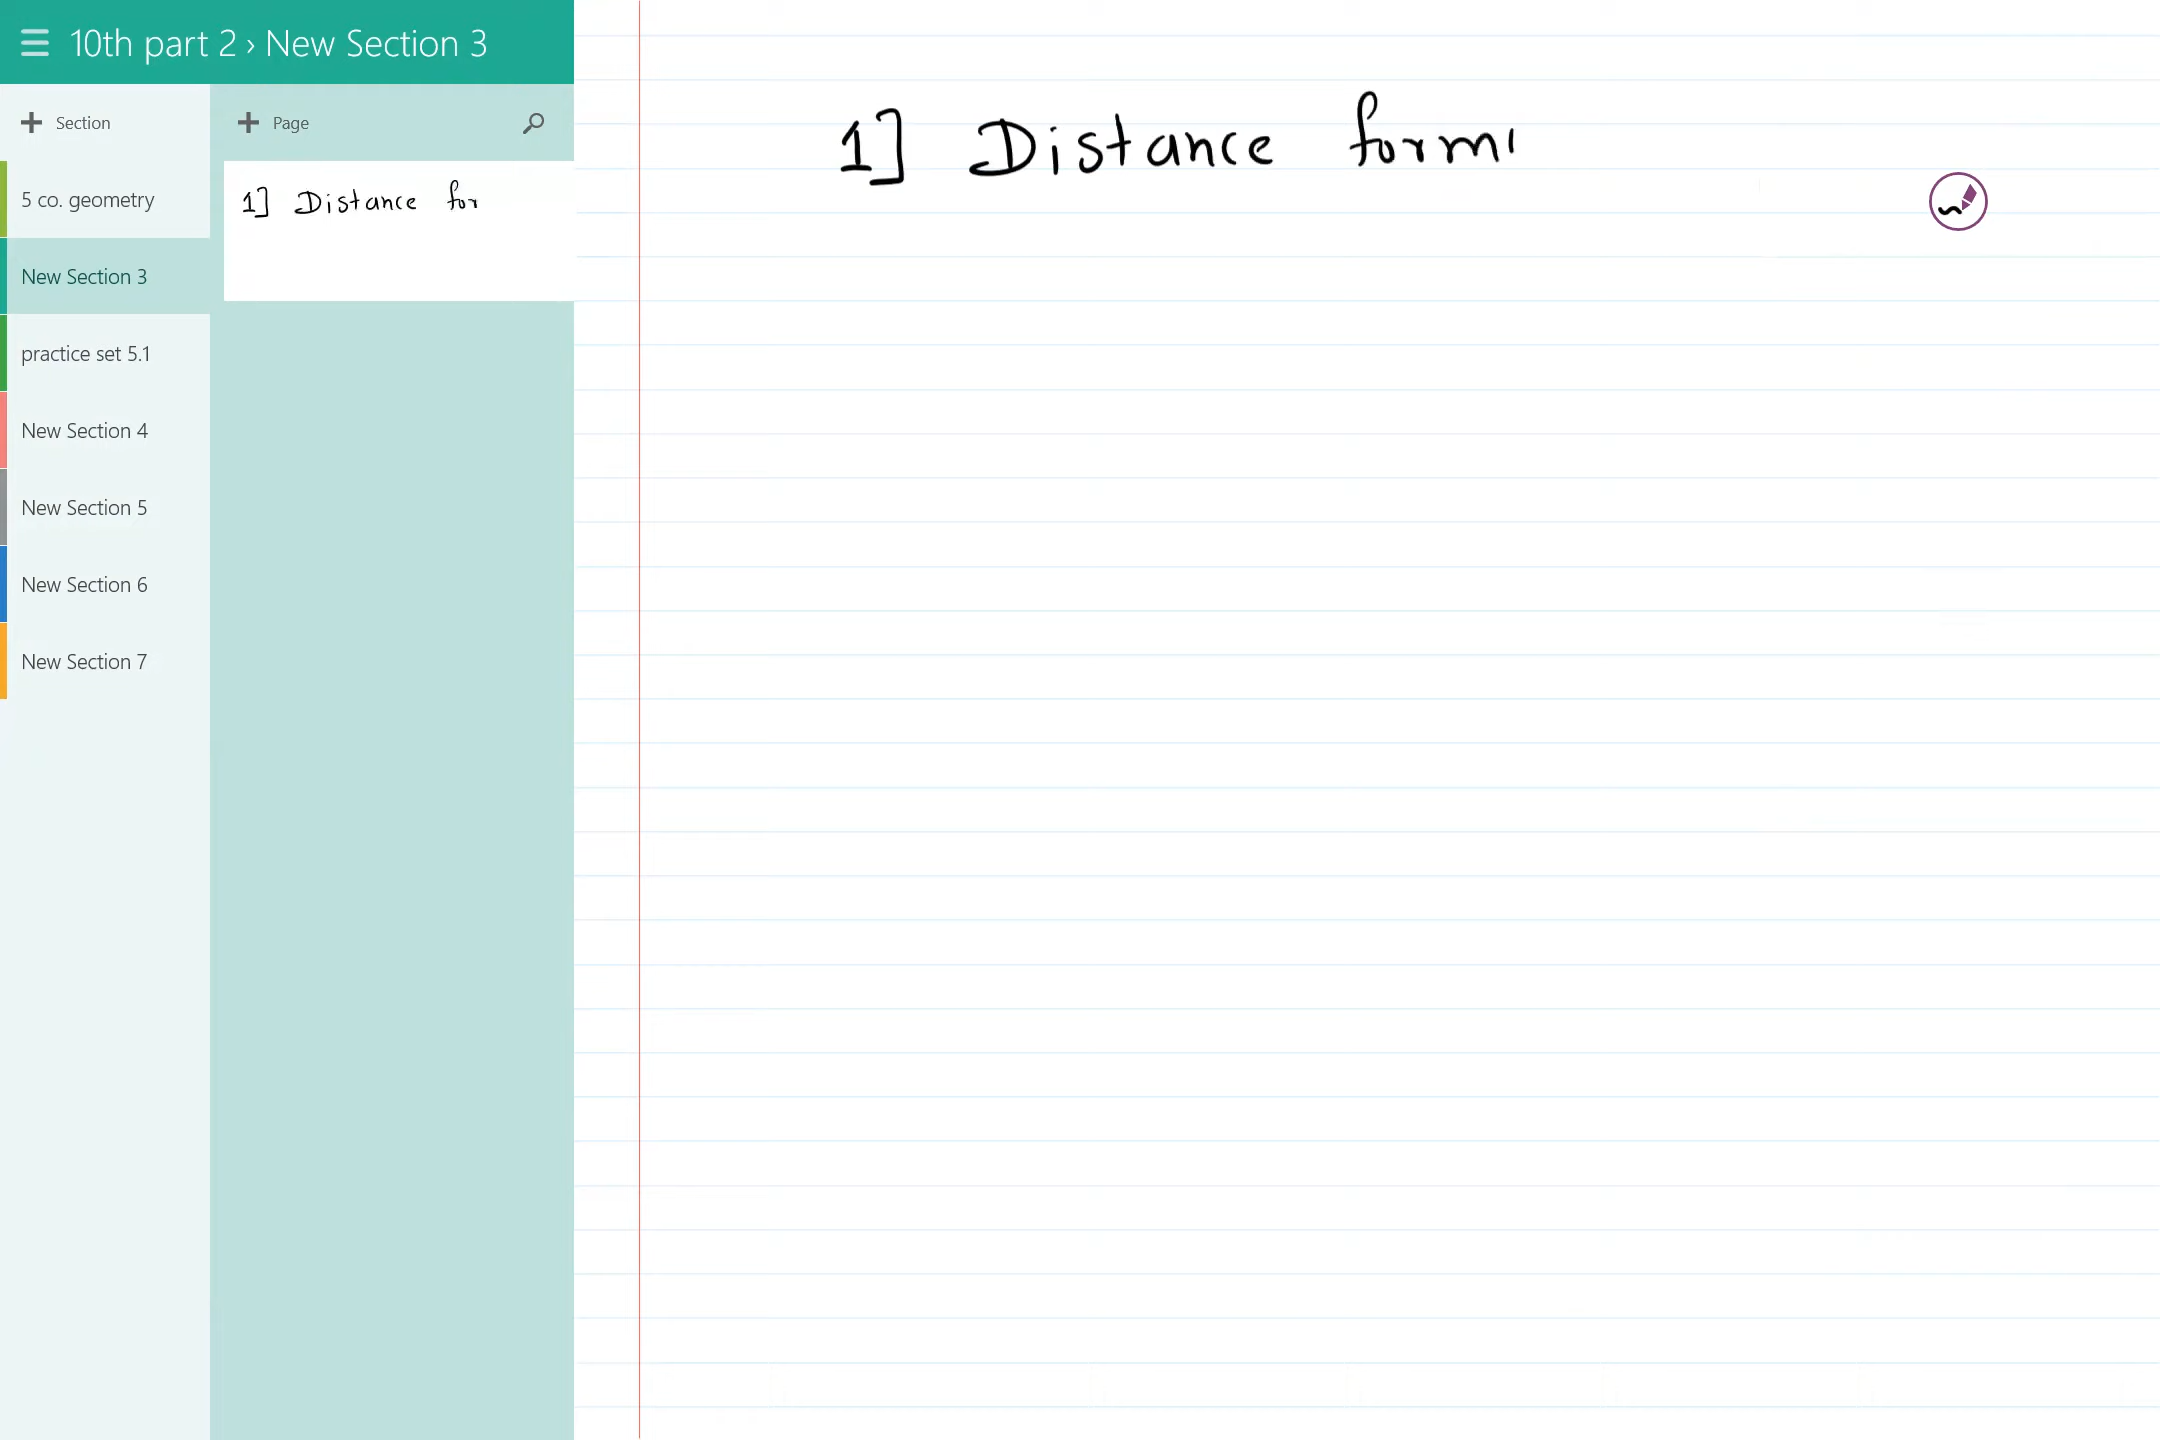 10th part 2 › New Section 3
Section
Page
5 co. geometry
New Section 3
practice set 5.1
New Section 4
New Section 5
New Section 6
New Section 7
1] Distance for
1] Distance form